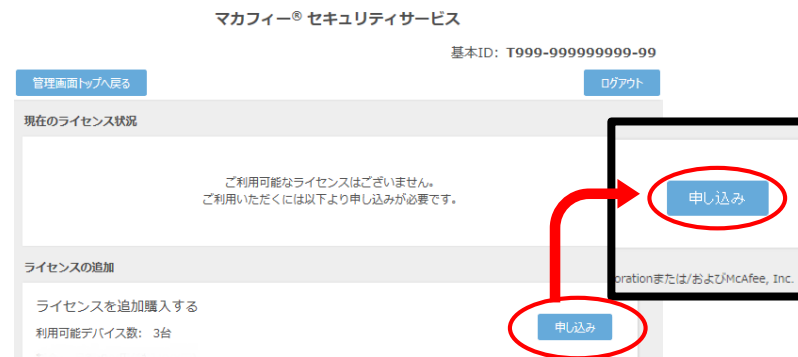 マカフィー® セキュリティサービス
基本ID: T999-999999999-99
管理画面トップへ戻る
ログアウト
現在のライセンス状況
ご利用可能なライセンスはございません。
ご利用いただくには以下より申し込みが必要です。
申し込み
orationまたは/およびMcAfee, Inc.
ライセンスの追加
ライセンスを追加購入する
利用可能デバイス数: 3台
申し込み